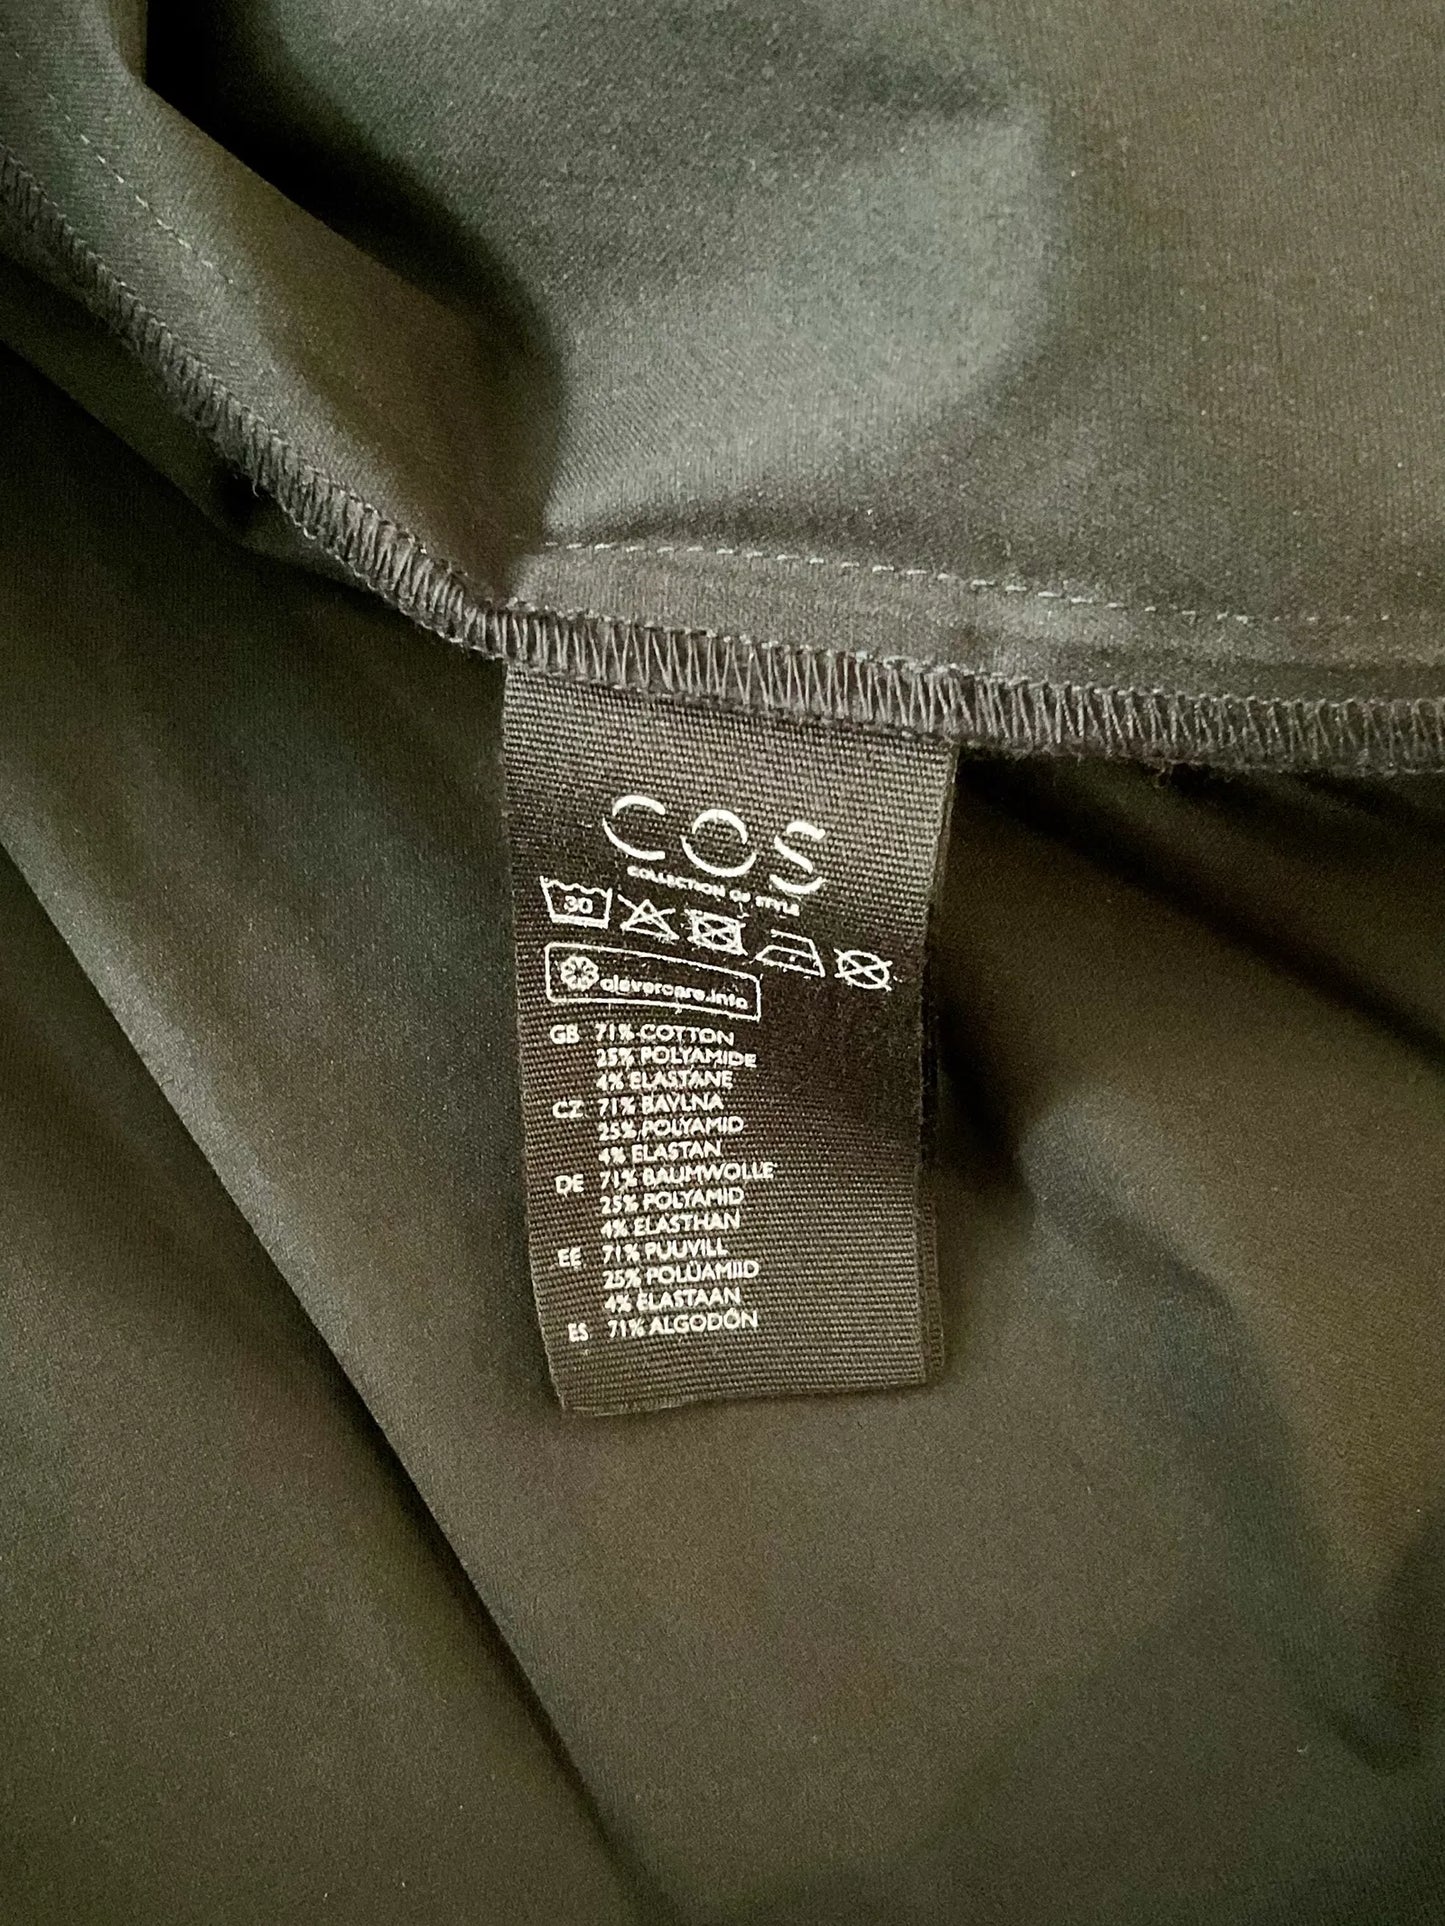 COS
COLLECTION OF STYLE
30
clevercare.info
GB 71% COTTON
25% POLYAMIDE
4% ELASTANE
CZ 71% BAVLNA
25% POLYAMID
4% ELASTAN
DE 71% BAUMWOLLE
25% POLYAMID
4% ELASTHAN
EE 71% PUUVILL
25% POLÜAMIID
4% ELASTAAN
ES 71% ALGODÓN